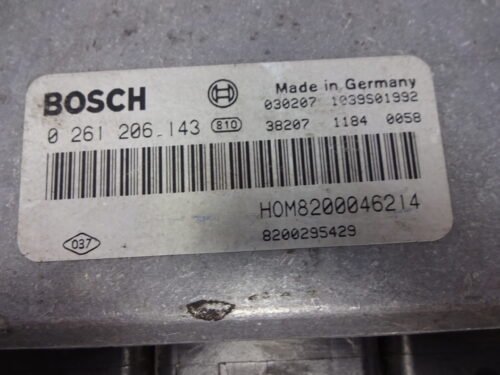 BOSCH
Made in Germany
030207 1039S01992
0 261 206 143 810 38207 1184 0058
HOM8200046214
037
8200295429